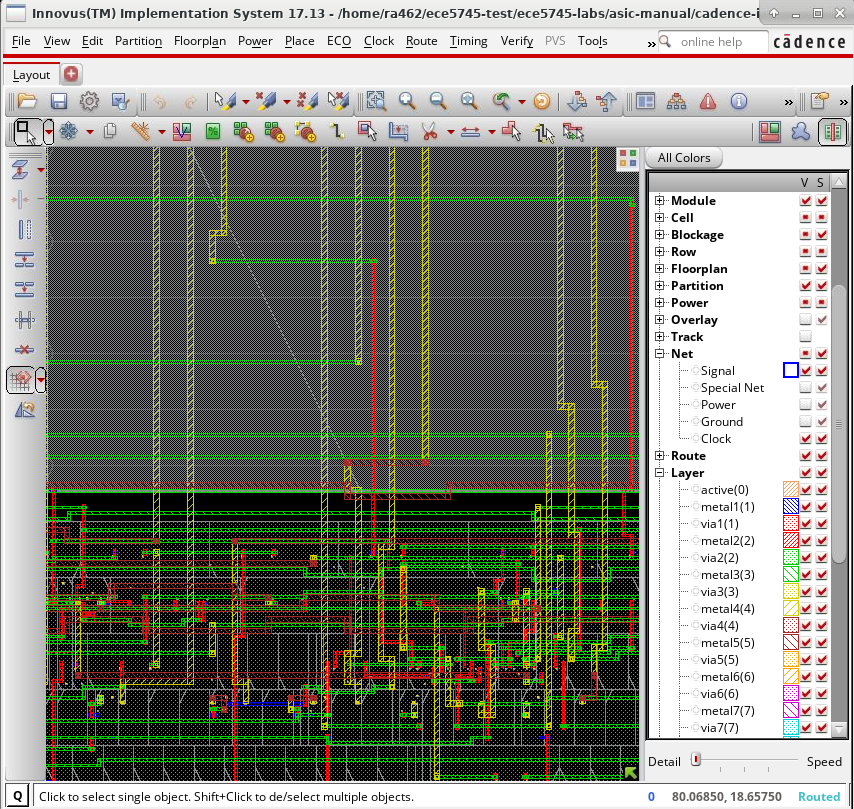 Innovus(TM) Implementation System 17.13 - /home/ra462/ece5745-test/ece5745-labs/asic-manual/cadence-i
File Edit View Partition Floorplan Power Place ECO Clock Route Timing Verify PVS Tools » online help cādence
Layout
»
»
All Colors
V S
Module
Cell
Blockage
Row
Floorplan
Partition
Power
Overlay
Track
Net
Signal
Special Net
Power
Ground
Clock
Route
Layer
active(0)
metal1(1)
via1(1)
metal2(2)
via2(2)
metal3(3)
via3(3)
metal4(4)
via4(4)
metal5(5)
via5(5)
metal6(6)
via6(6)
metal7(7)
via7(7)
Detail Speed
Q Click to select single object. Shift+Click to de/select multiple objects. 0 80.06850, 18.65750 Routed